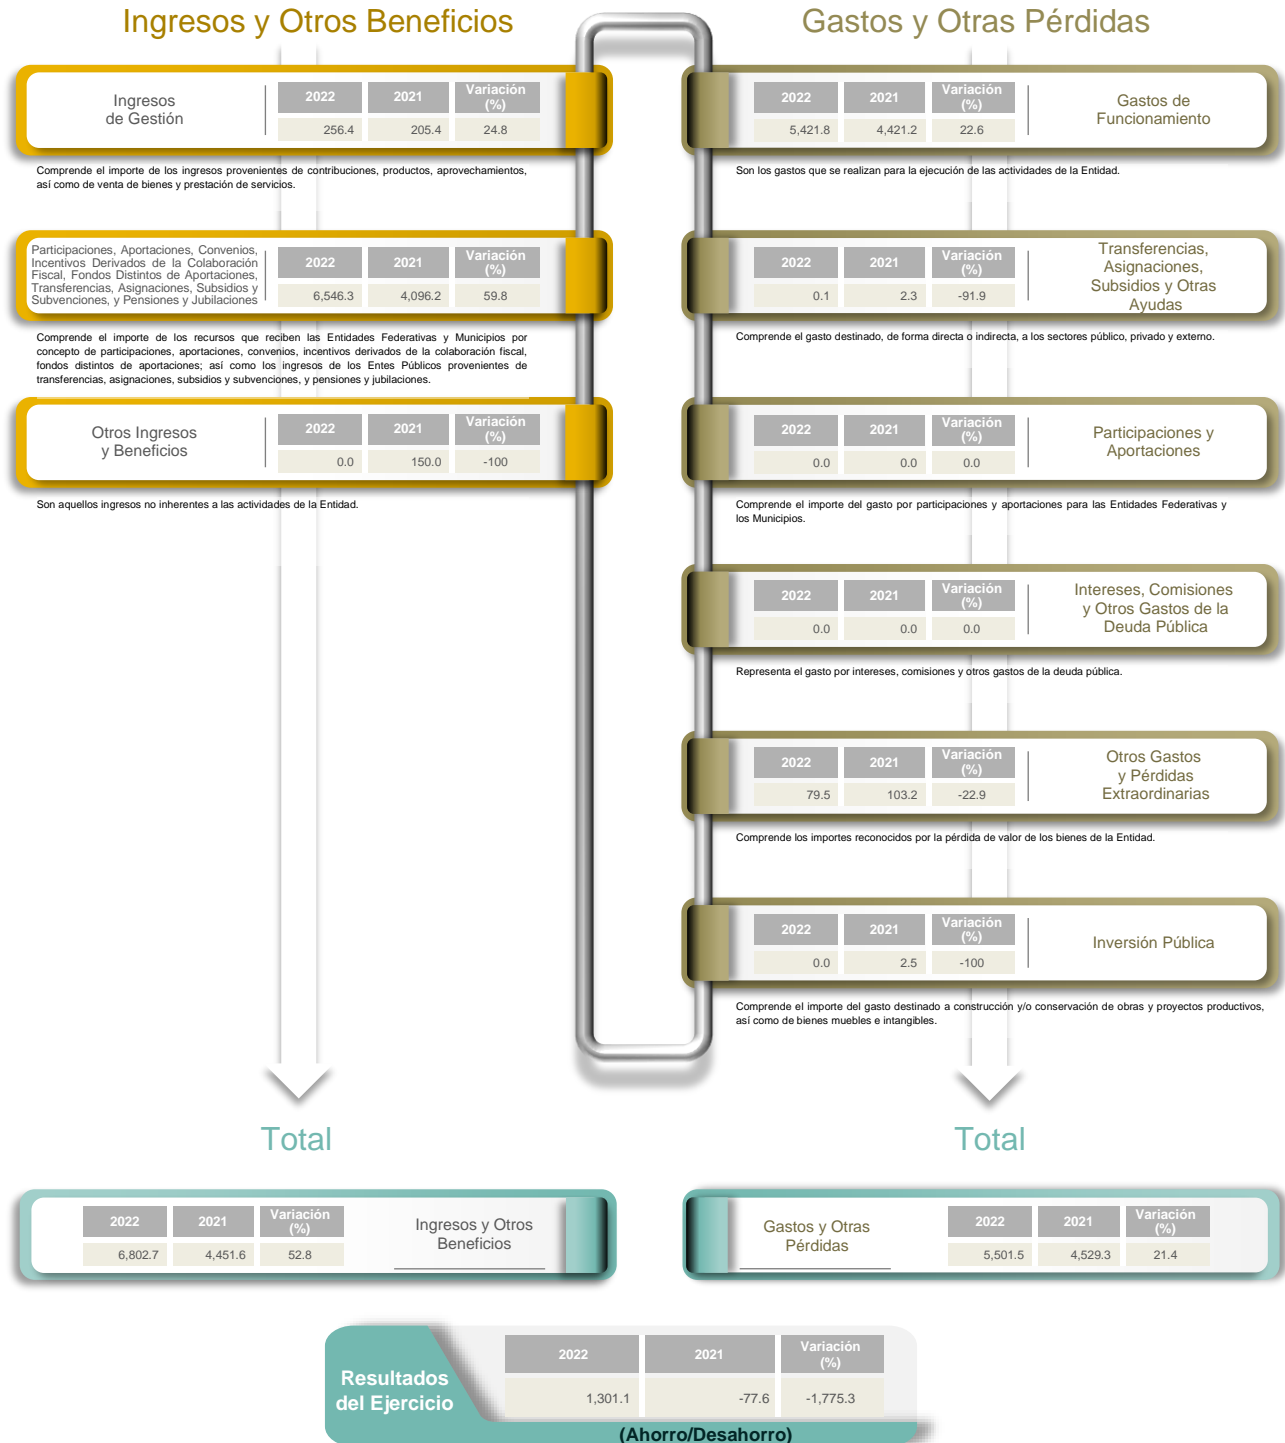 Ingresos y Otros Beneficios
Ingresos
de Gestión
2022 2021 Variación
(%)
256.4 205.4 24.8
Comprende el importe de los ingresos provenientes de contribuciones, productos, aprovechamientos,
así como de venta de bienes y prestación de servicios.
Participaciones, Aportaciones, Convenios,
Incentivos Derivados de la Colaboración
Fiscal, Fondos Distintos de Aportaciones,
Transferencias, Asignaciones, Subsidios y
Subvenciones, y Pensiones y Jubilaciones
2022 2021 Variación
(%)
6,546.3 4,096.2 59.8
Comprende el importe de los recursos que reciben las Entidades Federativas y Municipios por
concepto de participaciones, aportaciones, convenios, incentivos derivados de la colaboración fiscal,
fondos distintos de aportaciones; así como los ingresos de los Entes Públicos provenientes de
transferencias, asignaciones, subsidios y subvenciones, y pensiones y jubilaciones.
Otros Ingresos
y Beneficios
2022 2021 Variación
(%)
0.0 150.0 -100
Son aquellos ingresos no inherentes a las actividades de la Entidad.
Gastos y Otras Pérdidas
2022 2021 Variación
(%)
5,421.8 4,421.2 22.6
Gastos de
Funcionamiento
Son los gastos que se realizan para la ejecución de las actividades de la Entidad.
2022 2021 Variación
(%)
0.1 2.3 -91.9
Transferencias,
Asignaciones,
Subsidios y Otras
Ayudas
Comprende el gasto destinado, de forma directa o indirecta, a los sectores público, privado y externo.
2022 2021 Variación
(%)
0.0 0.0 0.0
Participaciones y
Aportaciones
Comprende el importe del gasto por participaciones y aportaciones para las Entidades Federativas y
los Municipios.
2022 2021 Variación
(%)
0.0 0.0 0.0
Intereses, Comisiones
y Otros Gastos de la
Deuda Pública
Representa el gasto por intereses, comisiones y otros gastos de la deuda pública.
2022 2021 Variación
(%)
79.5 103.2 -22.9
Otros Gastos
y Pérdidas
Extraordinarias
Comprende los importes reconocidos por la pérdida de valor de los bienes de la Entidad.
2022 2021 Variación
(%)
0.0 2.5 -100
Inversión Pública
Comprende el importe del gasto destinado a construcción y/o conservación de obras y proyectos productivos,
así como de bienes muebles e intangibles.
Total
2022 2021 Variación
(%)
6,802.7 4,451.6 52.8
Ingresos y Otros
Beneficios
Total
Gastos y Otras
Pérdidas
2022 2021 Variación
(%)
5,501.5 4,529.3 21.4
Resultados
del Ejercicio
2022 2021 Variación
(%)
1,301.1 -77.6 -1,775.3
(Ahorro/Desahorro)